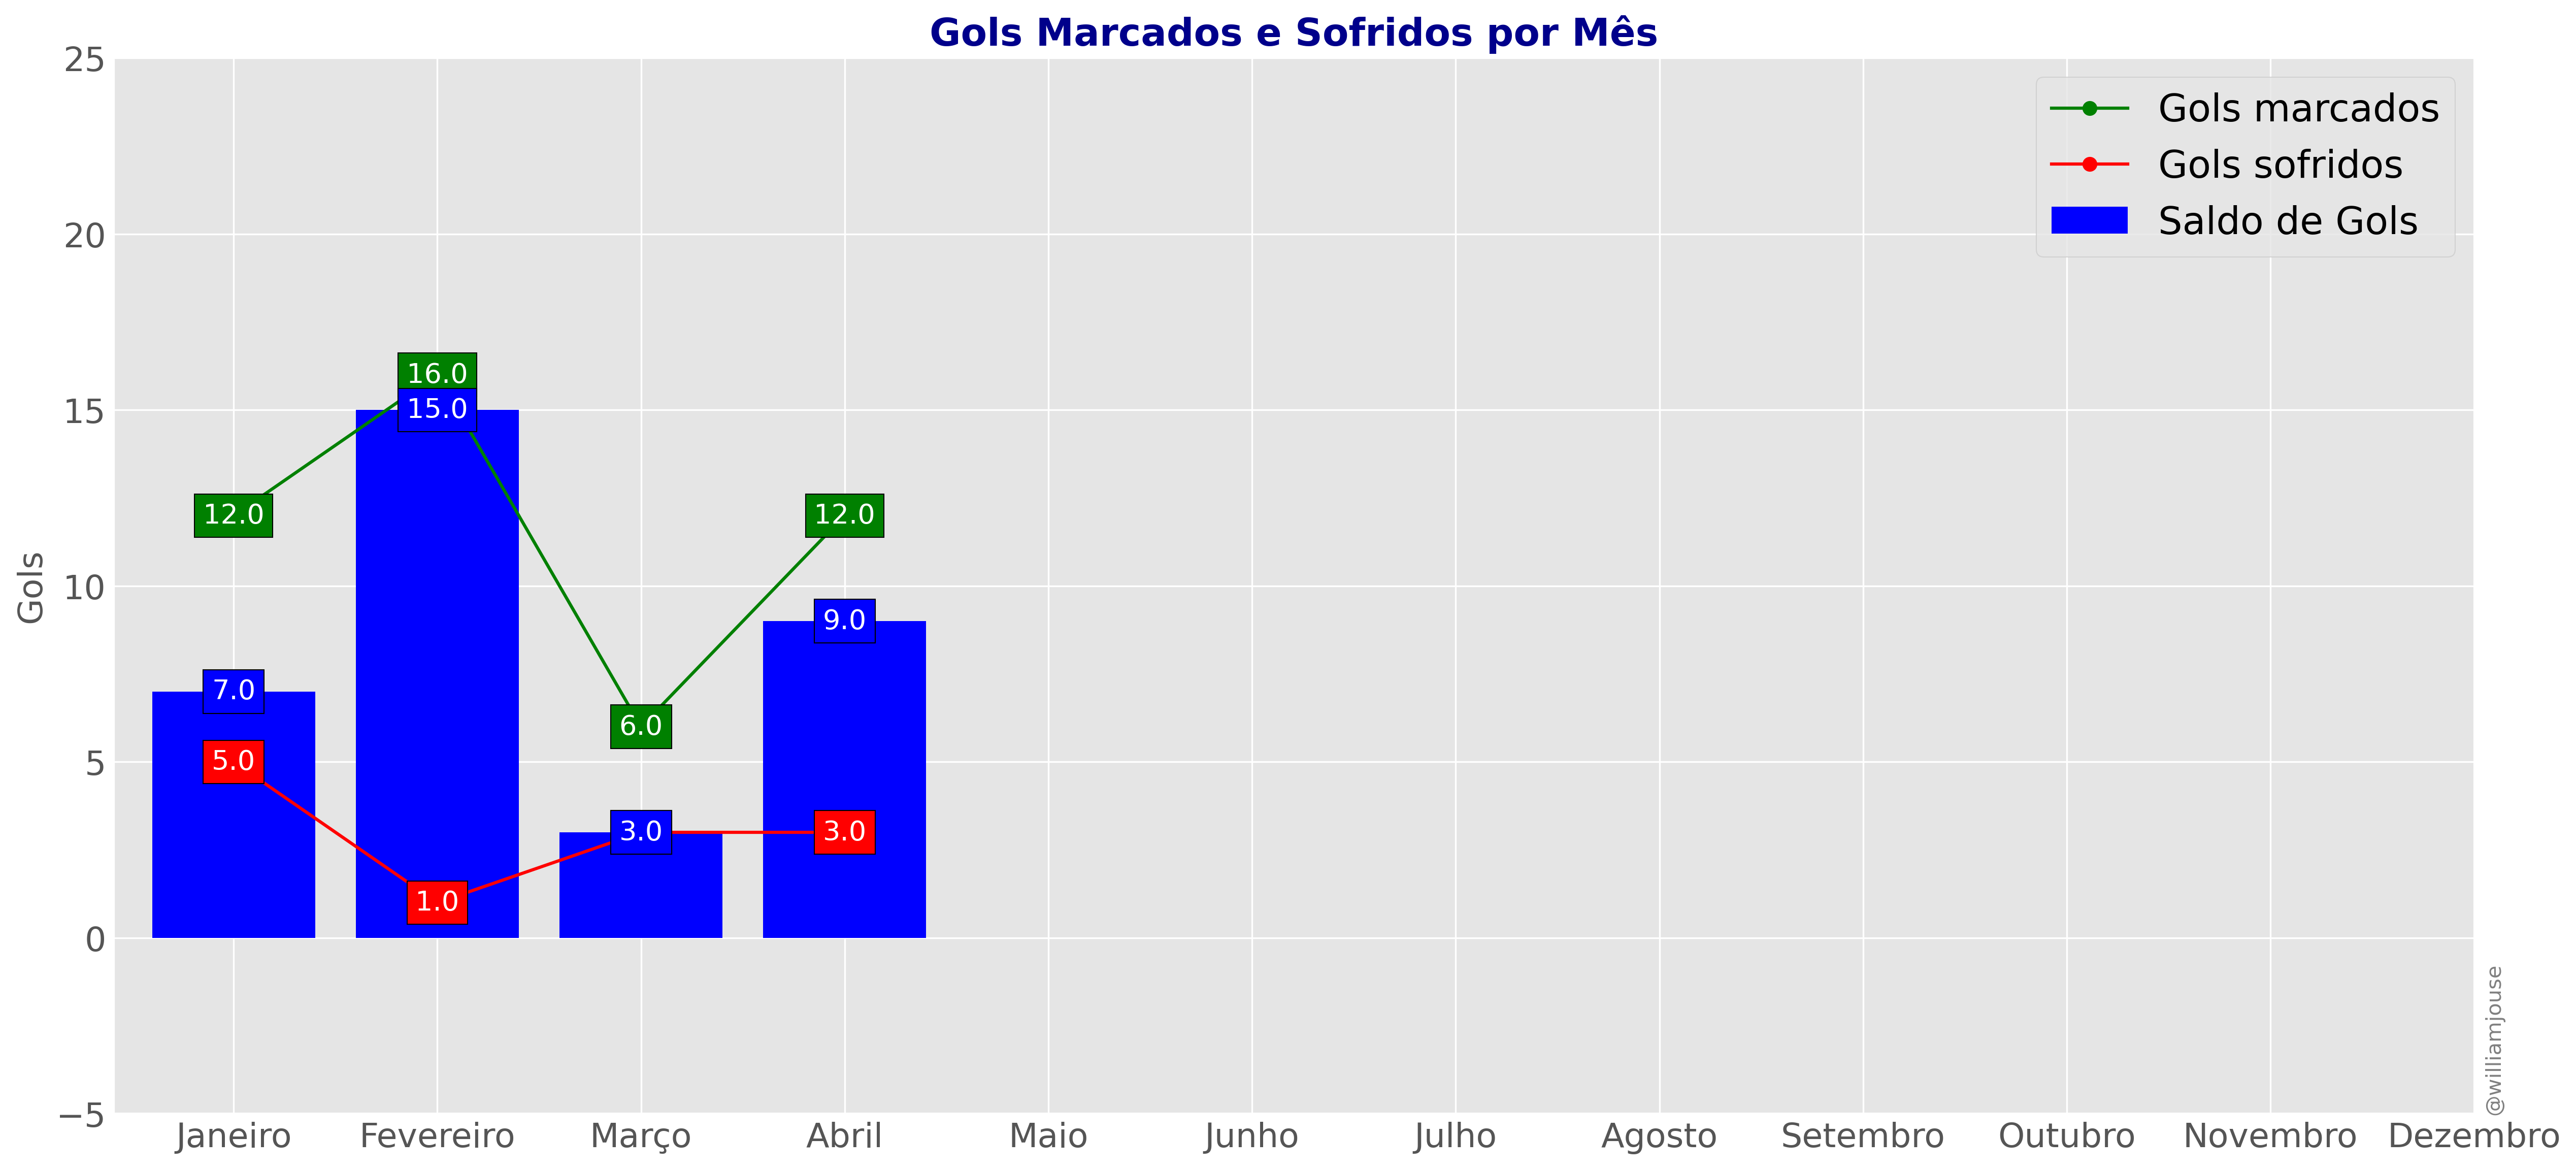 Gols Marcados e Sofridos por Mês
Gols marcados
Gols sofridos
Saldo de Gols
Gols
25
20
15
10
5
0
−5
16.0
15.0
12.0
12.0
9.0
7.0
6.0
5.0
3.0
3.0
1.0
Janeiro Fevereiro Março Abril Maio Junho Julho Agosto Setembro Outubro Novembro Dezembro
@williamjouse